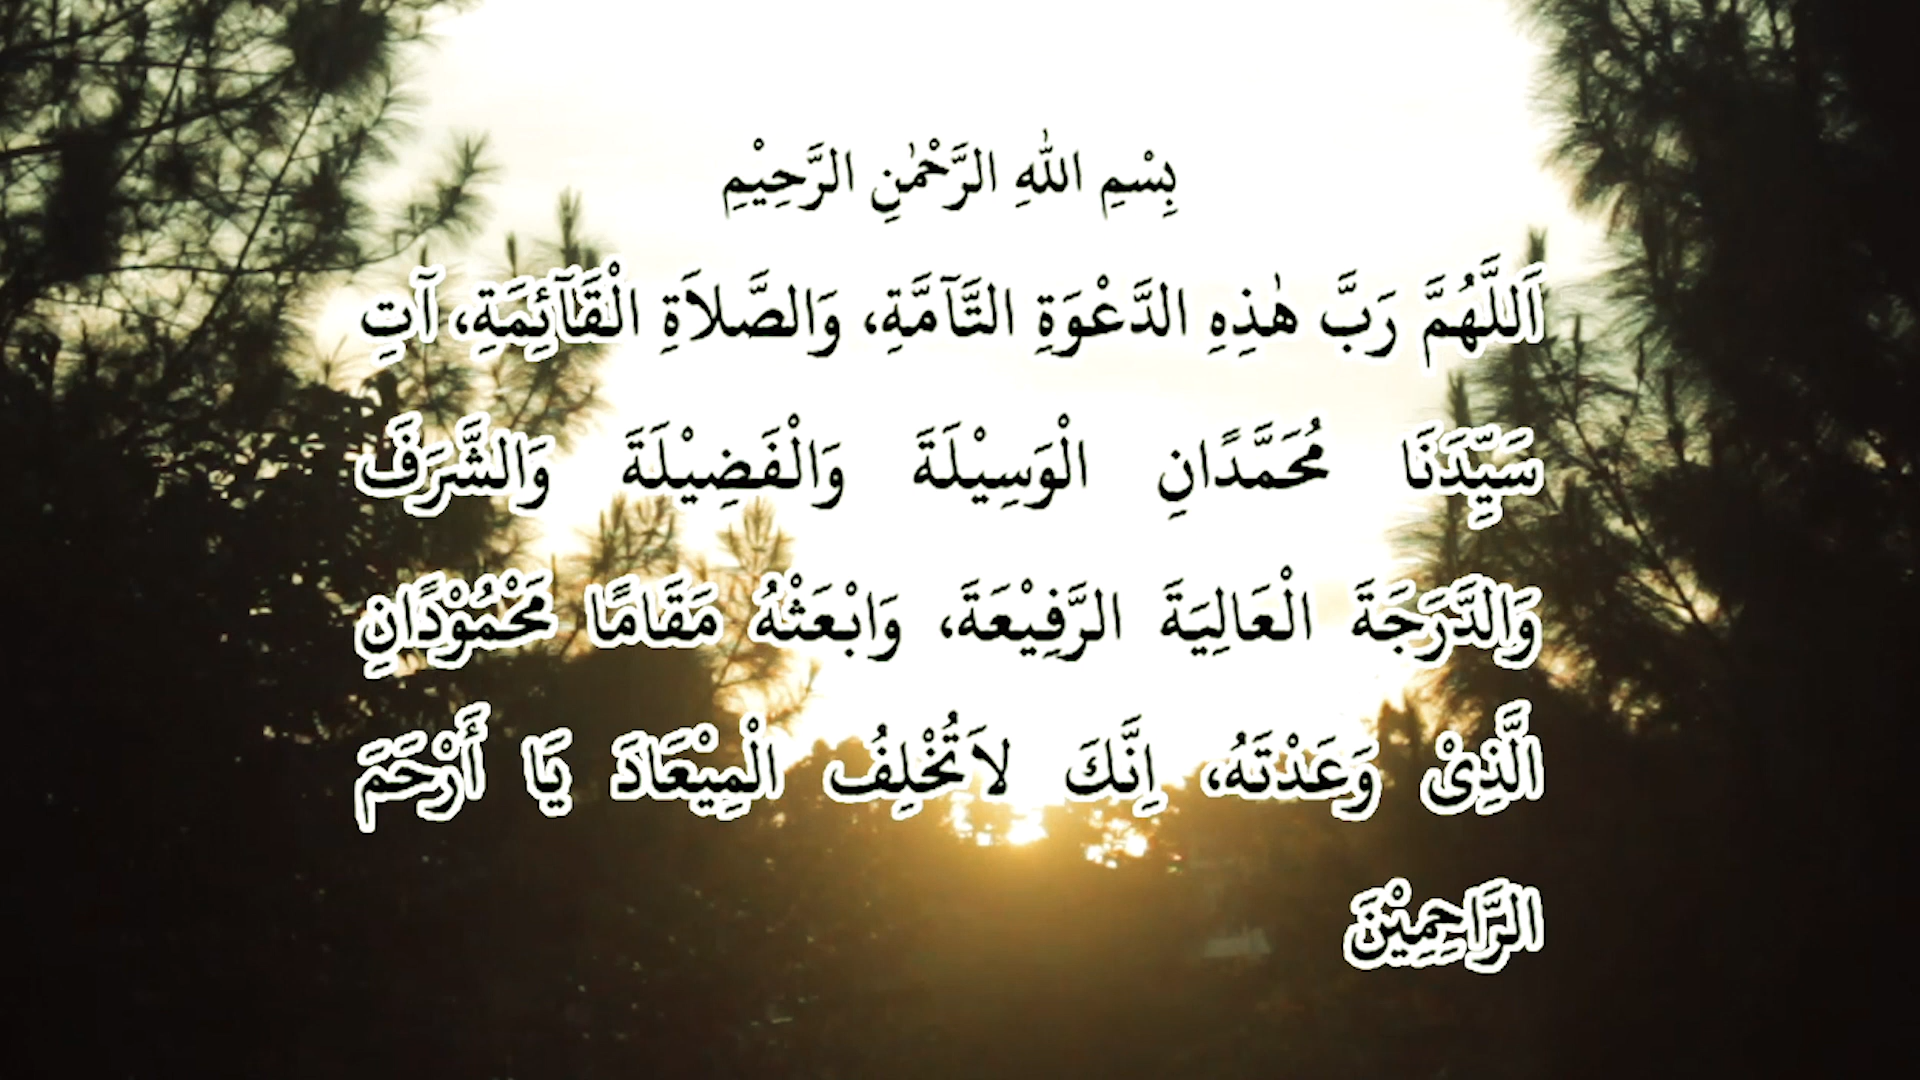 بِسْمِ اللهِ الرَّحْمٰنِ الرَّحِيْمِ
اَللَّهُمَّ رَبَّ هٰذِهِ الدَّعْوَةِ التَّآمَّةِ، وَالصَّلاَةِ الْقَآئِمَةِ، آتِ
سَيِّدَنَا مُحَمَّدًانِ الْوَسِيْلَةَ وَالْفَضِيْلَةَ وَالشَّرَفَ
وَالدَّرَجَةَ الْعَالِيَةَ الرَّفِيْعَةَ، وَابْعَثْهُ مَقَامًا مَحْمُوْدًانِ
الَّذِىْ وَعَدْتَهُ، اِنَّكَ لاَتُخْلِفُ الْمِيْعَادَ يَا أَرْحَمَ
الرَّاحِمِيْنَ